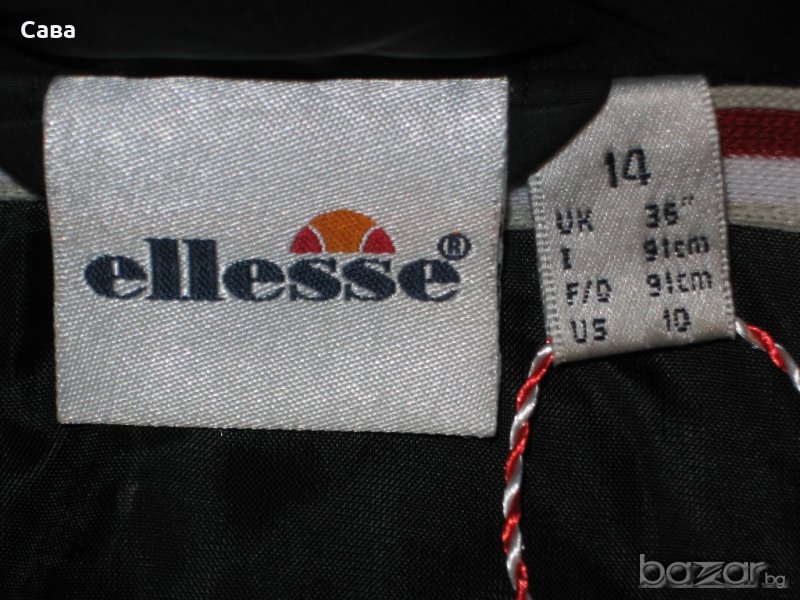 Сава
ellesse®
14
UK 36"
I 91cm
F/D 91cm
US 10
bazar.bg